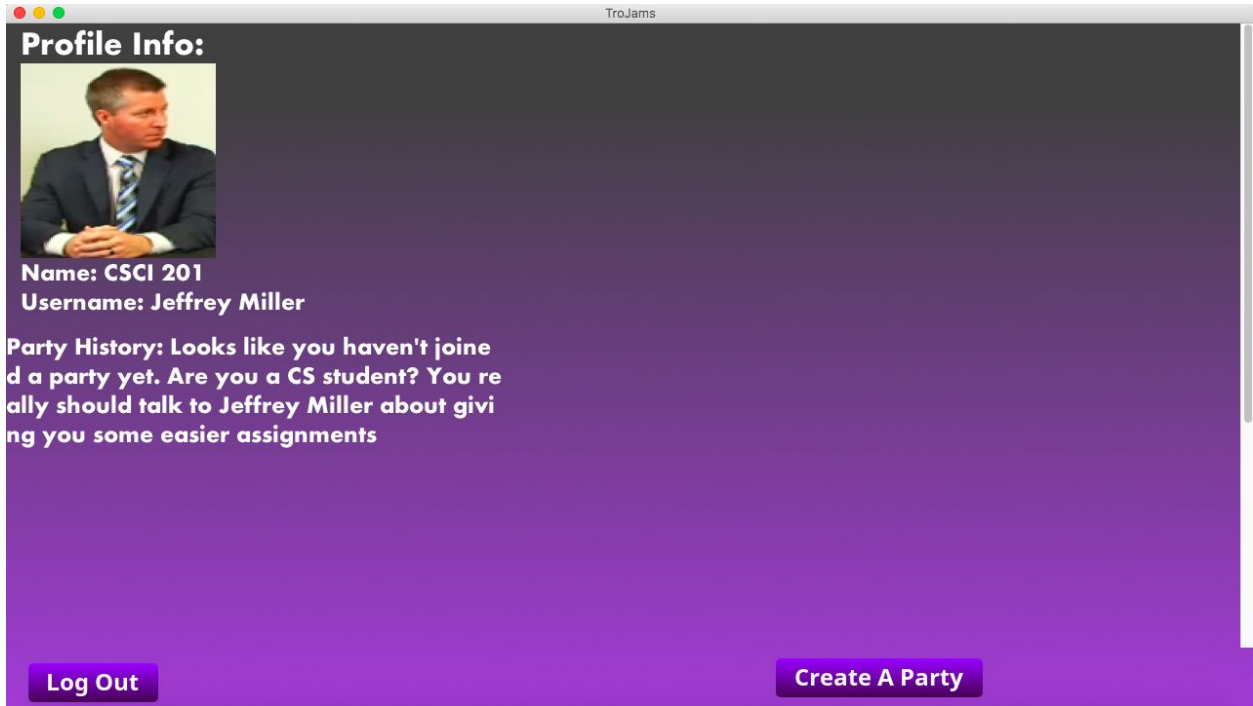 TroJams
Profile Info:
Name: CSCI 201
Username: Jeffrey Miller
Party History: Looks like you haven't joine
d a party yet. Are you a CS student? You re
ally should talk to Jeffrey Miller about givi
ng you some easier assignments
Log Out
Create A Party